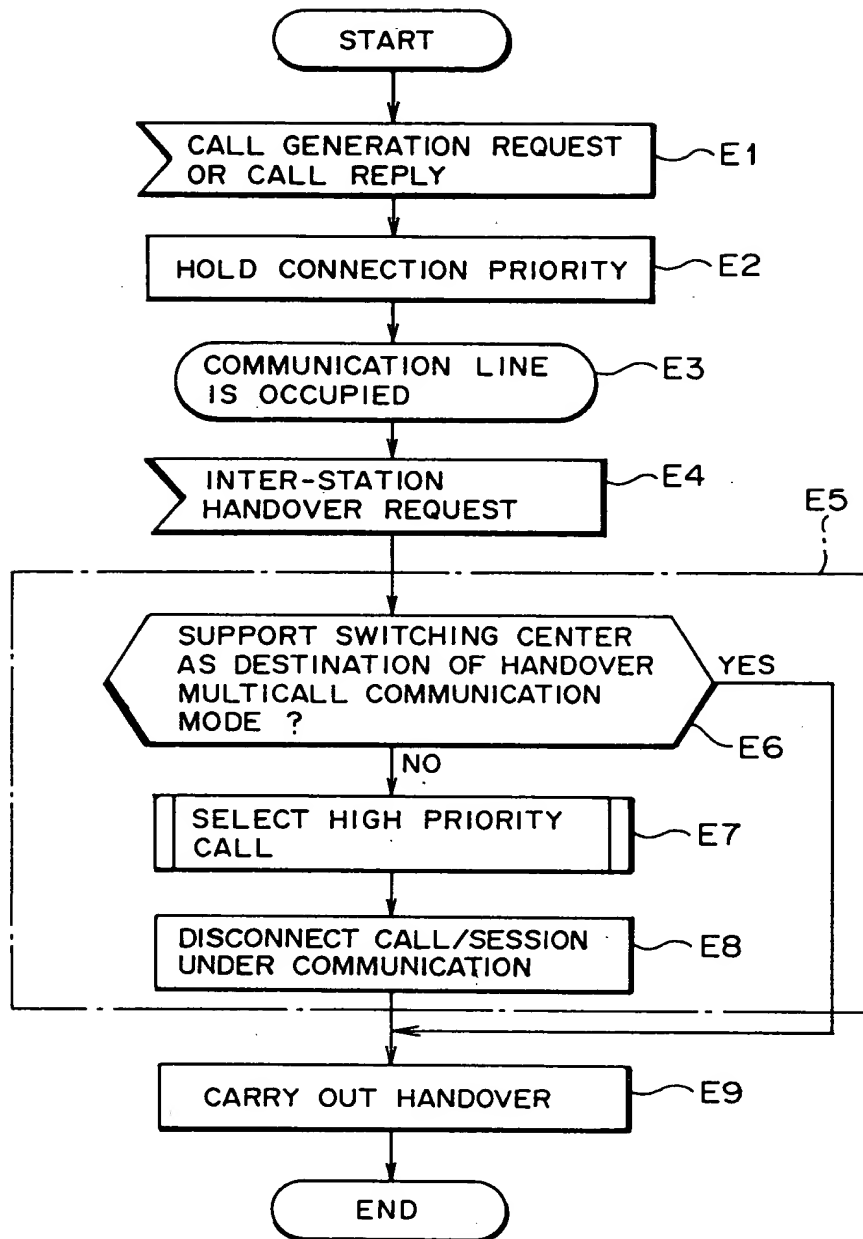 START
CALL GENERATION REQUEST
OR CALL REPLY
E1
HOLD CONNECTION PRIORITY
E2
COMMUNICATION LINE
IS OCCUPIED
E3
INTER-STATION
HANDOVER REQUEST
E4
E5
SUPPORT SWITCHING CENTER
AS DESTINATION OF HANDOVER
MULTICALL COMMUNICATION
MODE ?
YES
E6
NO
SELECT HIGH PRIORITY
CALL
E7
DISCONNECT CALL/SESSION
UNDER COMMUNICATION
E8
CARRY OUT HANDOVER
E9
END